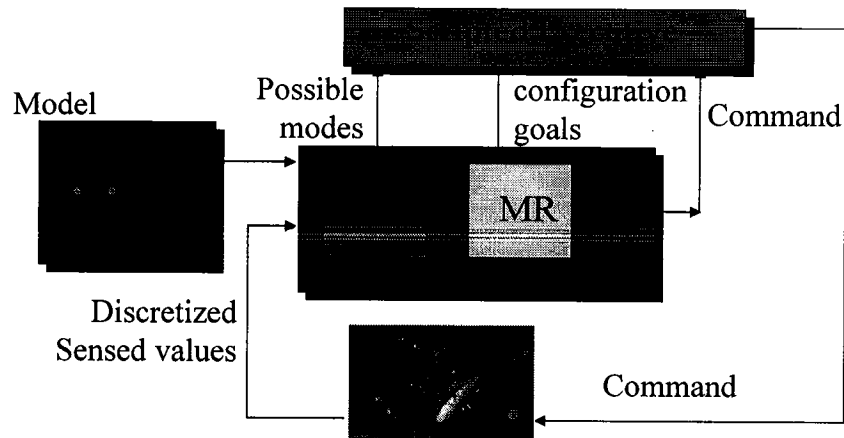 Possible
modes
configuration
goals
Command
Model
MR
Discretized
Sensed values
Command